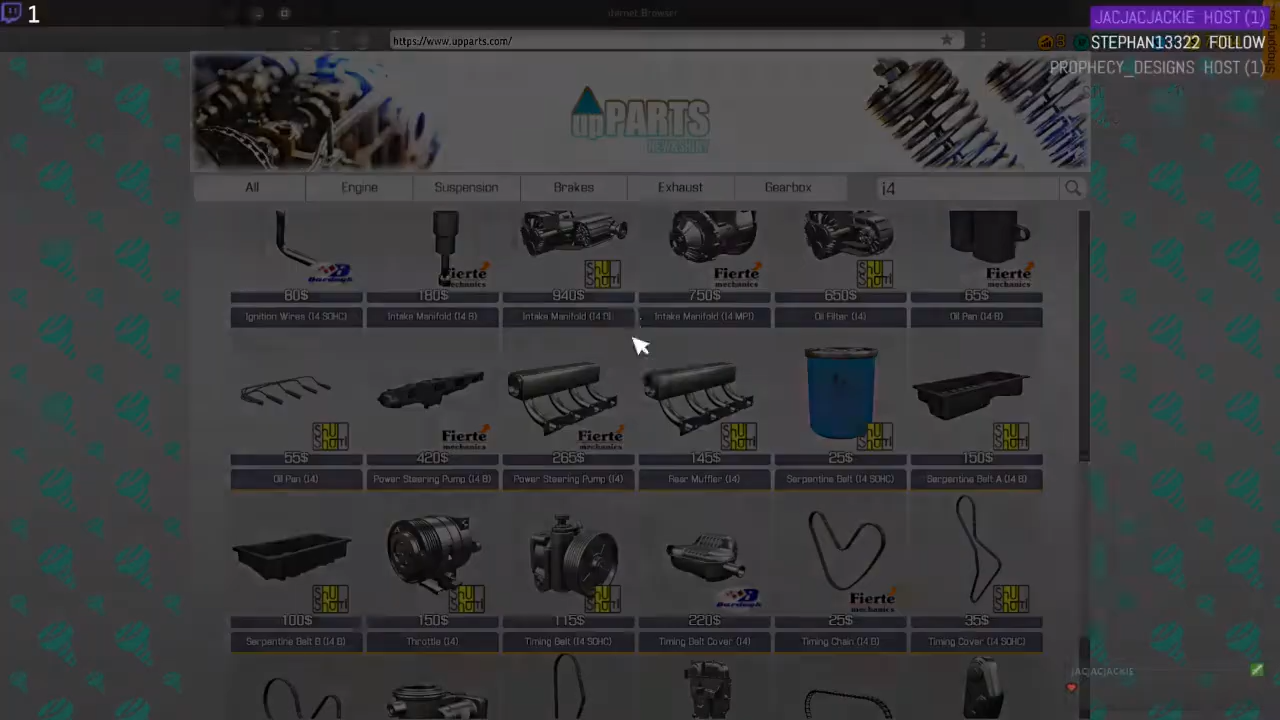 1
JACJACJACKIE HOST (1)
STEPHAN13322 FOLLOW
PROPHECY_DESIGNS HOST (1)
https://www.upparts.com/
upPARTS
All
Engine
Suspension
Brakes
Exhaust
Gearbox
i4
Fierte mechanics
Fierte mechanics
Fierte mechanics
80$
180$
940$
750$
650$
65$
Ignition Wires (I4 SOHC)
Intake Manifold (I4 B)
Intake Manifold (I4 D)
Intake Manifold (I4 MPI)
Oil Filter (I4)
Oil Pan (I4 B)
Fierte mechanics
Fierte mechanics
55$
420$
265$
145$
25$
150$
Oil Pan (I4)
Power Steering Pump (I4 B)
Power Steering Pump (I4)
Rear Muffler (I4)
Serpentine Belt (I4 SOHC)
Serpentine Belt A (I4 B)
Fierte mechanics
100$
150$
115$
220$
25$
35$
Serpentine Belt B (I4 B)
Throttle (I4)
Timing Belt (I4 SOHC)
Timing Belt Cover (I4)
Timing Chain (I4 B)
Timing Cover (I4 SOHC)
JACJACJACKIE